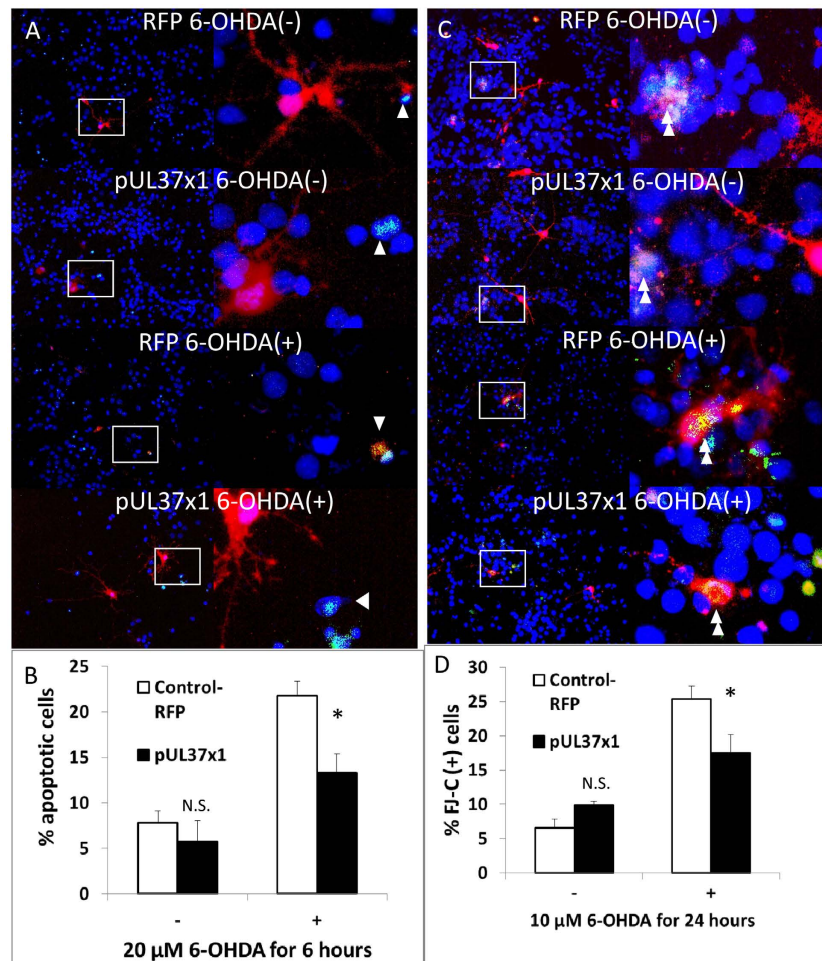 A
RFP 6-OHDA(-)
pUL37x1 6-OHDA(-)
RFP 6-OHDA(+)
pUL37x1 6-OHDA(+)
B
% apoptotic cells
25
20
15
10
5
0
Control-
RFP
pUL37x1
N.S.
*
-
+
20 µM 6-OHDA for 6 hours
C
RFP 6-OHDA(-)
pUL37x1 6-OHDA(-)
RFP 6-OHDA(+)
pUL37x1 6-OHDA(+)
D
% FJ-C (+) cells
30
25
20
15
10
5
0
Control-
RFP
pUL37x1
N.S.
*
-
+
10 µM 6-OHDA for 24 hours